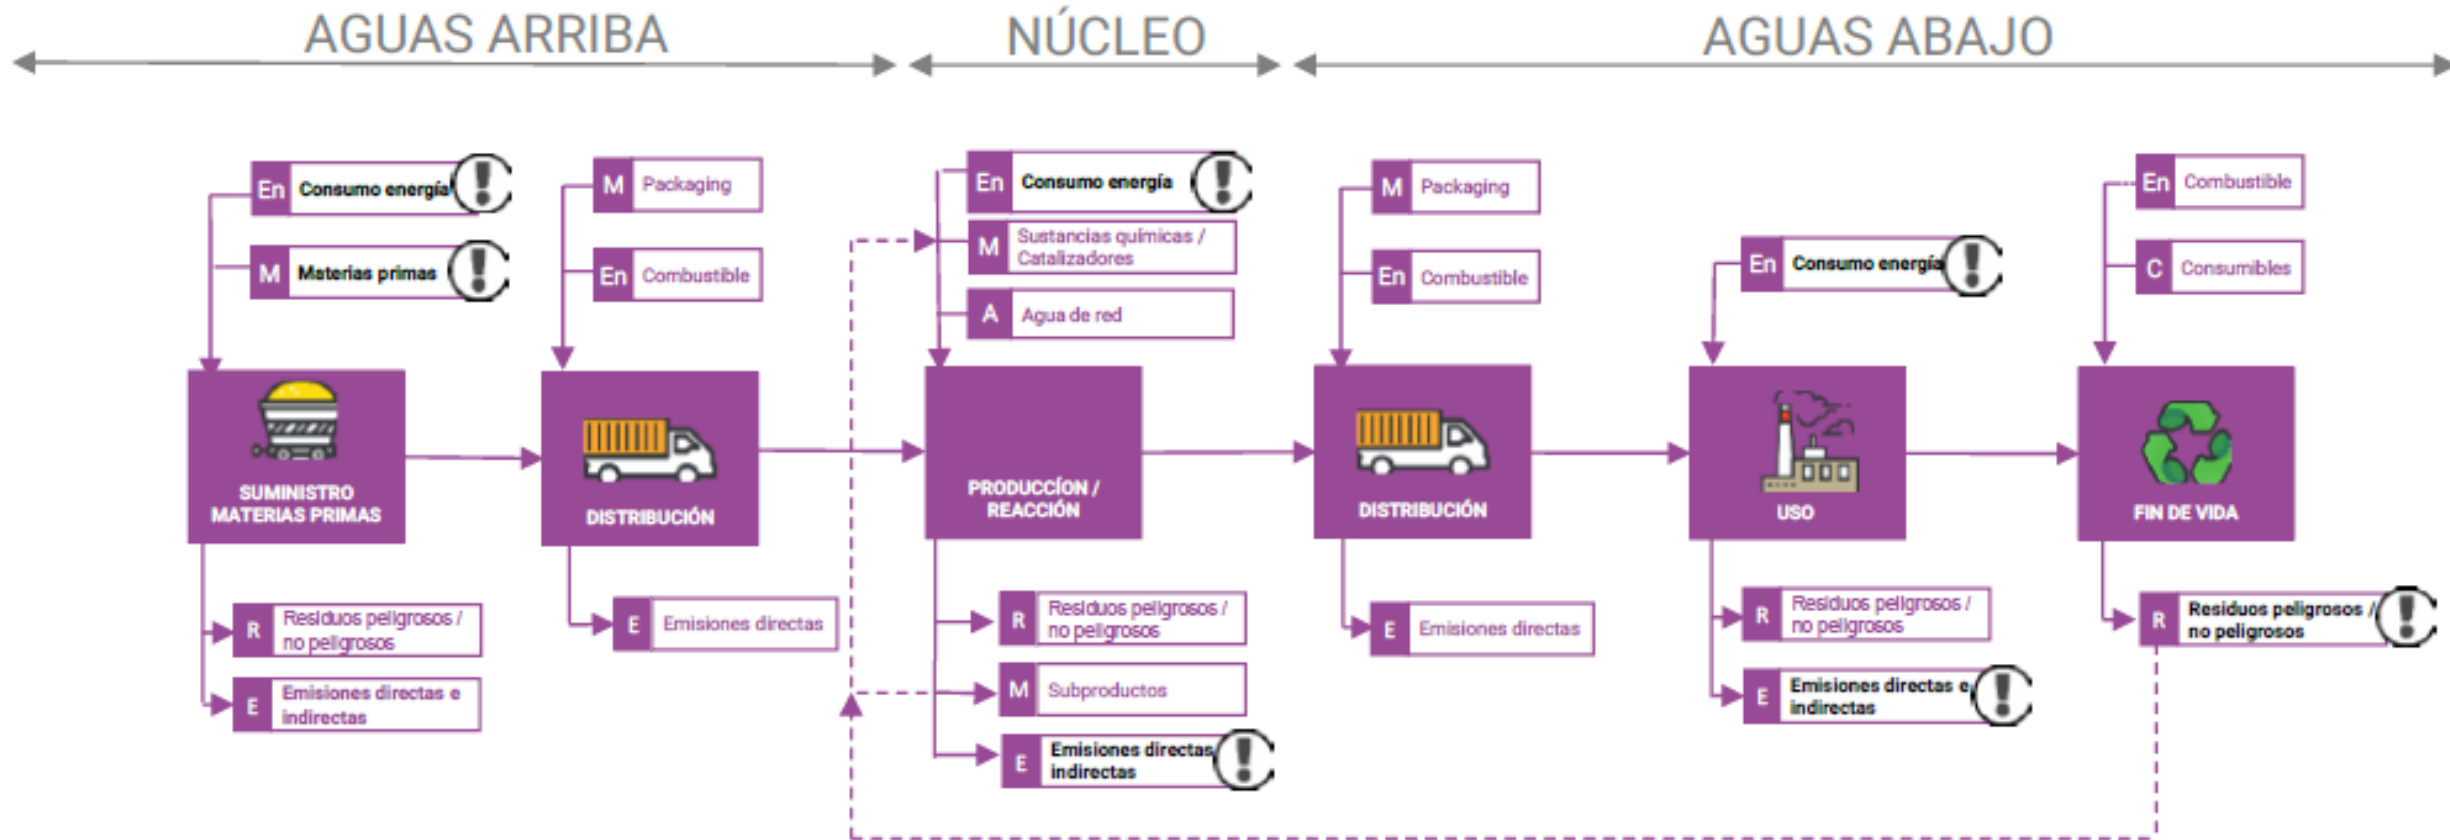 AGUAS ARRIBA
NÚCLEO
AGUAS ABAJO
En Consumo energía
M Materias primas
SUMINISTRO
MATERIAS PRIMAS
R Residuos peligrosos /
no peligrosos
E Emisiones directas e
indirectas
M Packaging
En Combustible
DISTRIBUCIÓN
E Emisiones directas
En Consumo energía
M Sustancias químicas /
Catalizadores
A Agua de red
PRODUCCÍON /
REACCIÓN
R Residuos peligrosos /
no peligrosos
M Subproductos
E Emisiones directas
indirectas
M Packaging
En Combustible
DISTRIBUCIÓN
E Emisiones directas
En Consumo energía
USO
R Residuos peligrosos /
no peligrosos
E Emisiones directas e
indirectas
En Combustible
C Consumibles
FIN DE VIDA
R Residuos peligrosos /
no peligrosos